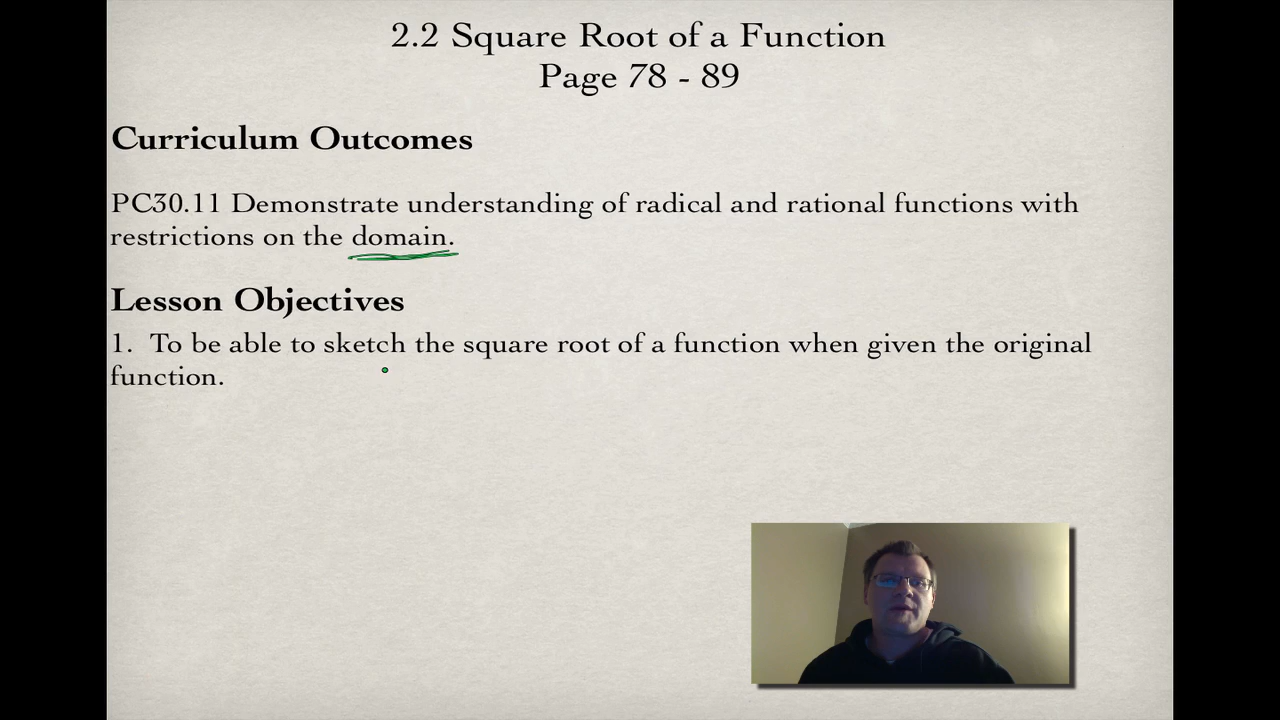 2.2 Square Root of a Function
Page 78 - 89
Curriculum Outcomes
PC30.11 Demonstrate understanding of radical and rational functions with
restrictions on the domain.
Lesson Objectives
1. To be able to sketch the square root of a function when given the original
function.